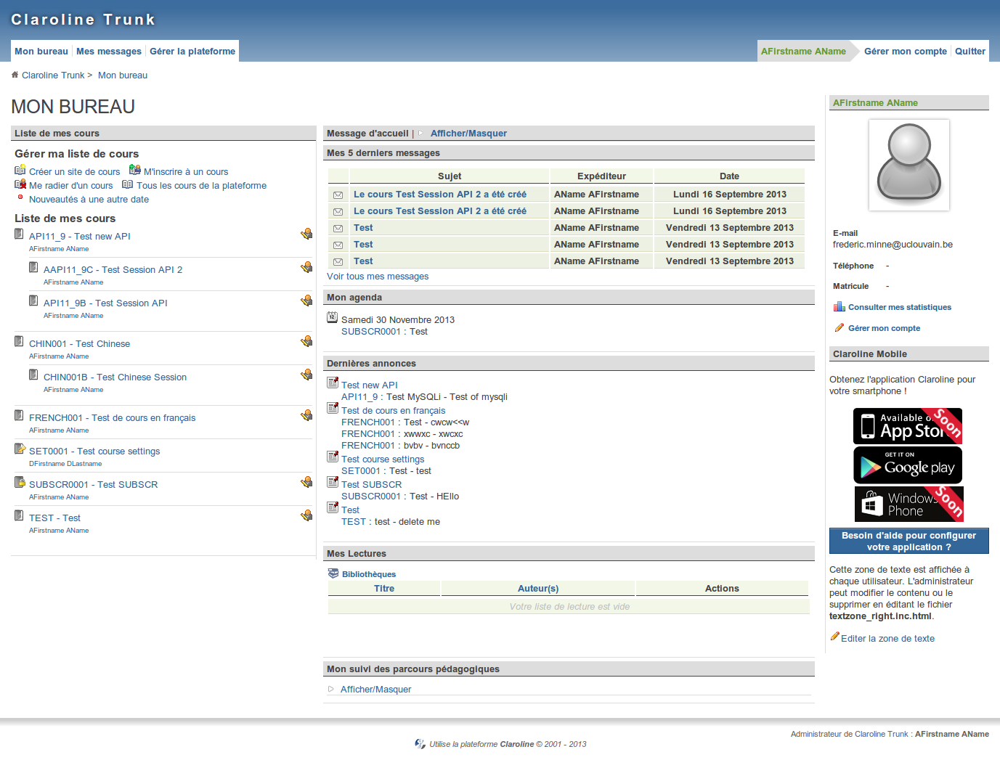 Claroline Trunk
Mon bureau Mes messages Gérer la plateforme
AFirstname AName Gérer mon compte Quitter
Claroline Trunk > Mon bureau
MON BUREAU
Liste de mes cours
Gérer ma liste de cours
Créer un site de cours M'inscrire à un cours
Me radier d'un cours Tous les cours de la plateforme
Nouveautés à une autre date
Liste de mes cours
API11_9 - Test new API
AFirstname AName
AAPI11_9C - Test Session API 2
AFirstname AName
API11_9B - Test Session API
AFirstname AName
CHIN001 - Test Chinese
AFirstname AName
CHIN001B - Test Chinese Session
AFirstname AName
FRENCH001 - Test de cours en français
AFirstname AName
SET0001 - Test course settings
DFirstname DLastname
SUBSCR0001 - Test SUBSCR
AFirstname AName
TEST - Test
AFirstname AName
Message d'accueil | Afficher/Masquer
Mes 5 derniers messages
Sujet Expéditeur Date
Le cours Test Session API 2 a été créé AName AFirstname Lundi 16 Septembre 2013
Le cours Test Session API 2 a été créé AName AFirstname Lundi 16 Septembre 2013
Test AName AFirstname Vendredi 13 Septembre 2013
Test AName AFirstname Vendredi 13 Septembre 2013
Test AName AFirstname Vendredi 13 Septembre 2013
Voir tous mes messages
Mon agenda
12
Samedi 30 Novembre 2013
SUBSCR0001 : Test
Dernières annonces
Test new API
API11_9 : Test MySQLi - Test of mysqli
Test de cours en français
FRENCH001 : Test - cwcw<<w
FRENCH001 : xwwxc - xwcxc
FRENCH001 : bvbv - bvnccb
Test course settings
SET0001 : Test - test
Test SUBSCR
SUBSCR0001 : Test - HEllo
Test
TEST : test - delete me
Mes Lectures
Bibliothèques
Titre Auteur(s) Actions
Votre liste de lecture est vide
Mon suivi des parcours pédagogiques
Afficher/Masquer
AFirstname AName
E-mail
frederic.minne@uclouvain.be
Téléphone -
Matricule -
Consulter mes statistiques
Gérer mon compte
Claroline Mobile
Obtenez l'application Claroline pour
votre smartphone !
Available on
App Store
Soon
GET IT ON
Google play
Windows
Phone
Soon
Besoin d'aide pour configurer
votre application ?
Cette zone de texte est affichée à
chaque utilisateur. L'administrateur
peut modifier le contenu ou le
supprimer en éditant le fichier
textzone_right.inc.html.
Editer la zone de texte
Administrateur de Claroline Trunk : AFirstname AName
Utilise la plateforme Claroline © 2001 - 2013